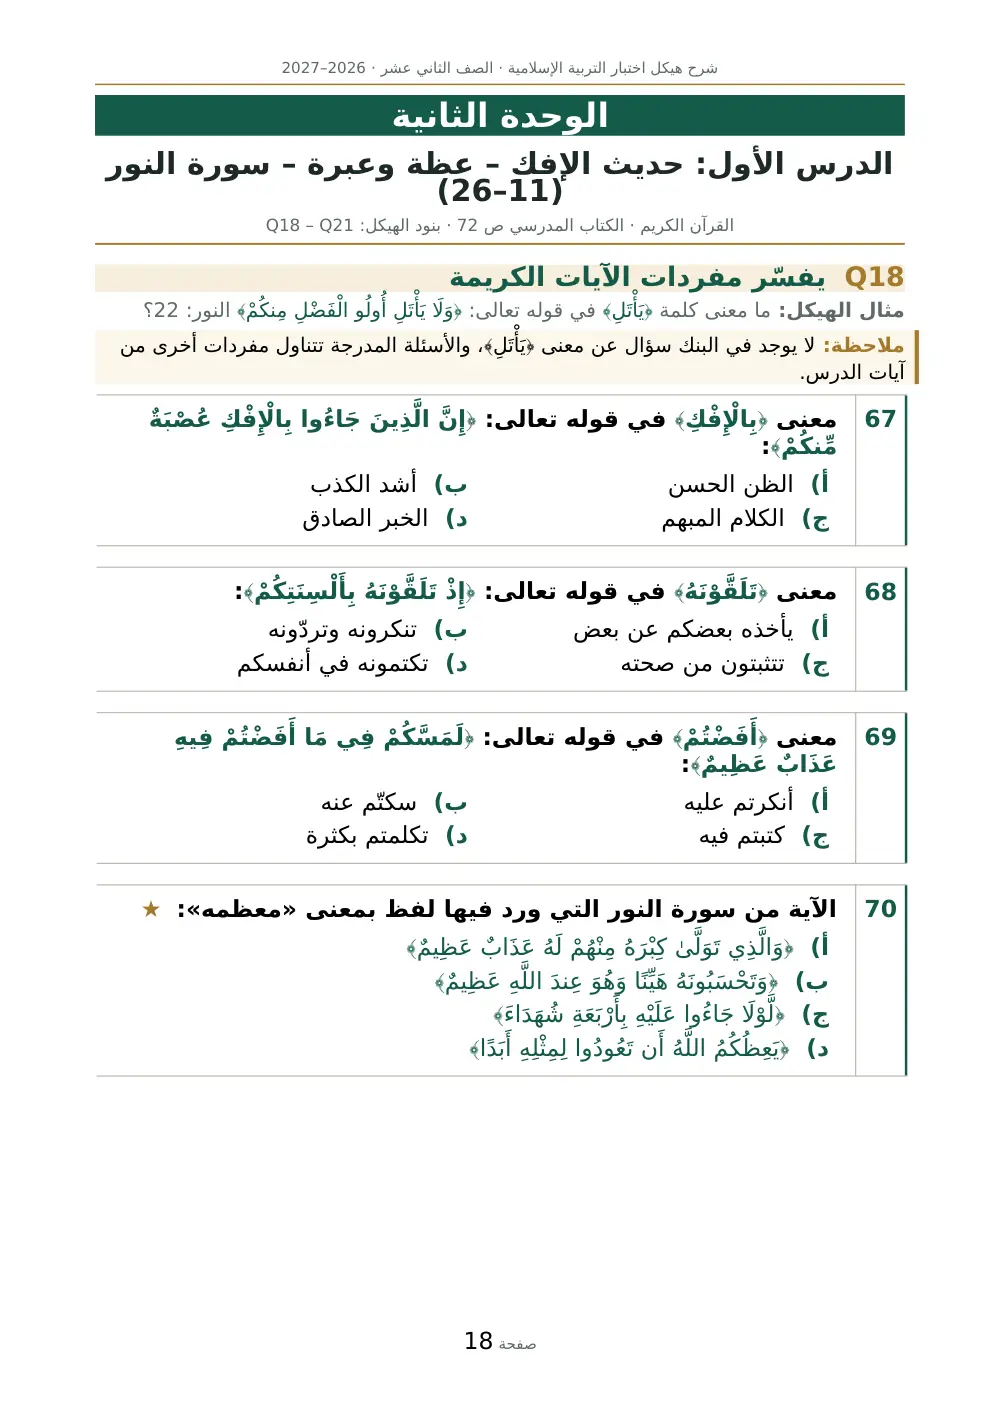 شرح هيكل اختبار التربية الإسلامية · الصف الثاني عشر · 2026–2027
الوحدة الثانية
الدرس الأول: حديث الإفك – عظة وعبرة – سورة النور
(11–26)
القرآن الكريم · الكتاب المدرسي ص 72 · بنود الهيكل: Q18 – Q21
Q18 يفسّر مفردات الآيات الكريمة
مثال الهيكل: ما معنى كلمة ﴿يَأْتَلِ﴾ في قوله تعالى: ﴿وَلَا يَأْتَلِ أُولُو الْفَضْلِ مِنكُمْ﴾ النور: 22؟
ملاحظة: لا يوجد في البنك سؤال عن معنى ﴿يَأْتَلِ﴾، والأسئلة المدرجة تتناول مفردات أخرى من
آيات الدرس.
67 معنى ﴿بِالْإِفْكِ﴾ في قوله تعالى: ﴿إِنَّ الَّذِينَ جَاءُوا بِالْإِفْكِ عُصْبَةٌ
مِّنكُمْ﴾:
أ) الظن الحسن ب) أشد الكذب
ج) الكلام المبهم د) الخبر الصادق
68 معنى ﴿تَلَقَّوْنَهُ﴾ في قوله تعالى: ﴿إِذْ تَلَقَّوْنَهُ بِأَلْسِنَتِكُمْ﴾:
أ) يأخذه بعضكم عن بعض ب) تنكرونه وتردّونه
ج) تتثبتون من صحته د) تكتمونه في أنفسكم
69 معنى ﴿أَفَضْتُمْ﴾ في قوله تعالى: ﴿لَمَسَّكُمْ فِي مَا أَفَضْتُمْ فِيهِ
عَذَابٌ عَظِيمٌ﴾:
أ) أنكرتم عليه ب) سكتّم عنه
ج) كتبتم فيه د) تكلمتم بكثرة
70 الآية من سورة النور التي ورد فيها لفظ بمعنى «معظمه»: ★
أ) ﴿وَالَّذِي تَوَلَّىٰ كِبْرَهُ مِنْهُمْ لَهُ عَذَابٌ عَظِيمٌ﴾
ب) ﴿وَتَحْسَبُونَهُ هَيِّنًا وَهُوَ عِندَ اللَّهِ عَظِيمٌ﴾
ج) ﴿لَّوْلَا جَاءُوا عَلَيْهِ بِأَرْبَعَةِ شُهَدَاءَ﴾
د) ﴿يَعِظُكُمُ اللَّهُ أَن تَعُودُوا لِمِثْلِهِ أَبَدًا﴾
صفحة 18